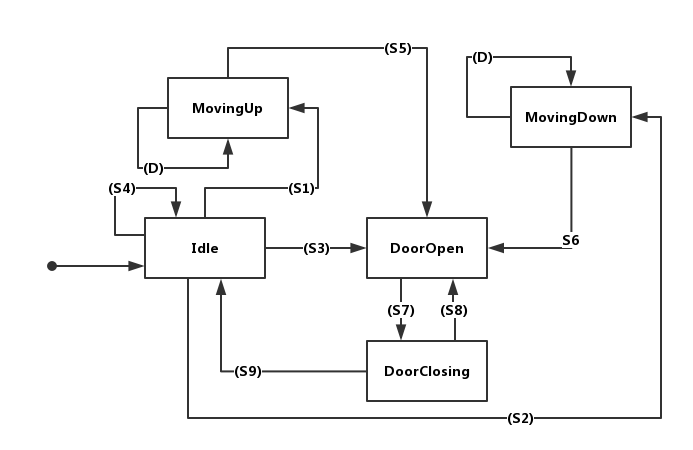 (S5)
(D)
MovingUp
MovingDown
(D)
(S4)
(S1)
S6
Idle
(S3)
DoorOpen
(S7)
(S8)
(S9)
DoorClosing
(S2)